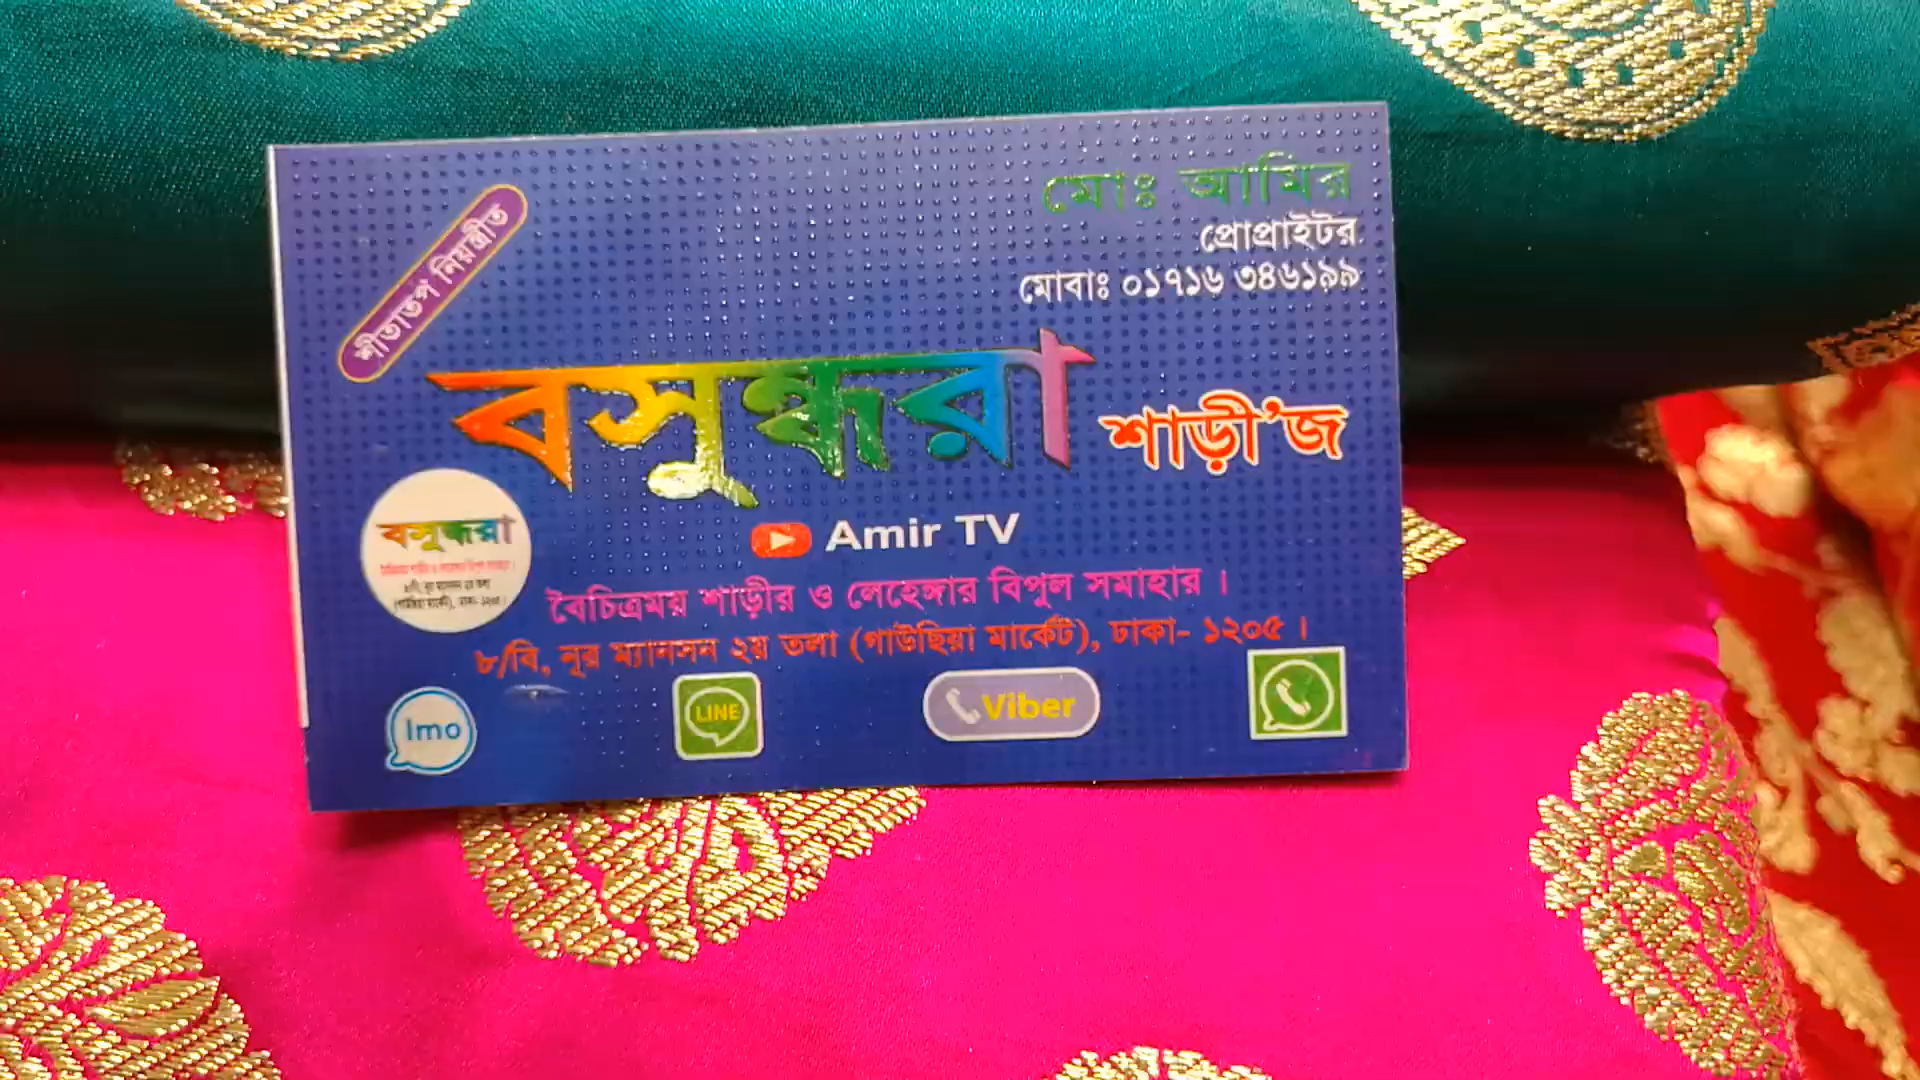 শীতাতপ নিয়ন্ত্রীত
মোঃ আমির
প্রোপ্রাইটর
মোবাঃ ০১৭১৬ ৩৪৬১৯৯
বসুন্ধরা শাড়ী'জ
বসুন্ধরা
Amir TV
বৈচিত্রময় শাড়ীর ও লেহেঙ্গার বিপুল সমাহার।
৮/বি, নূর ম্যানসন ২য় তলা (গাউছিয়া মার্কেট), ঢাকা- ১২০৫।
Imo
LINE
Viber